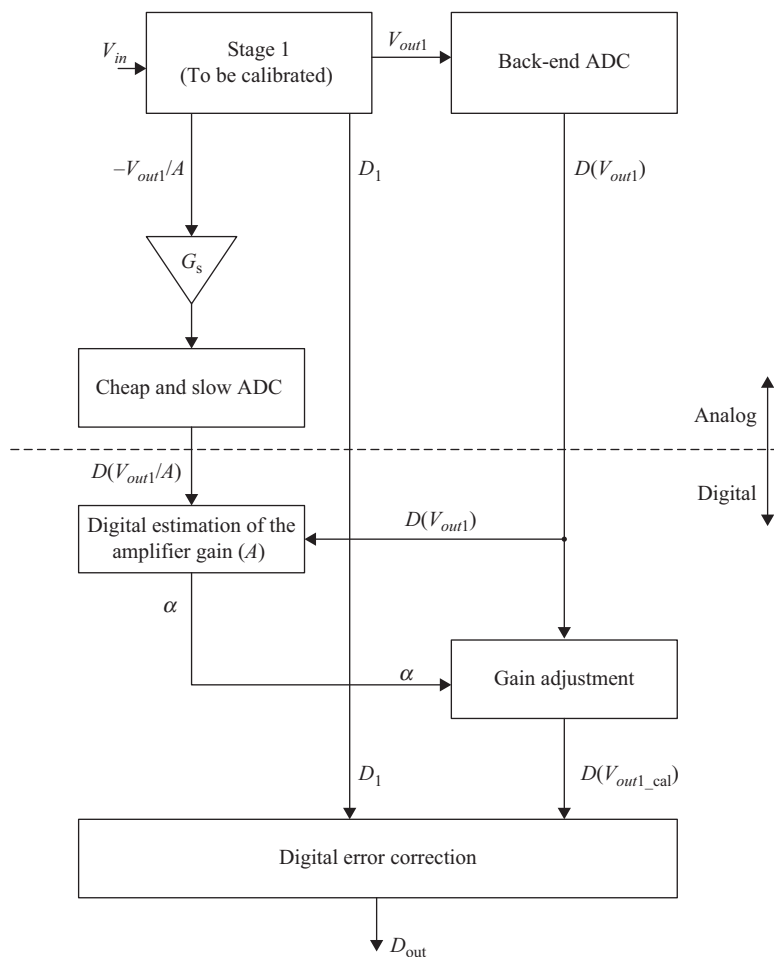 V_in
Stage 1
(To be calibrated)
V_out1
Back-end ADC
–V_out1/A
D_1
D(V_out1)
G_s
Cheap and slow ADC
Analog
D(V_out1/A)
Digital
Digital estimation of the
amplifier gain (A)
D(V_out1)
α
α
Gain adjustment
D_1
D(V_out1_cal)
Digital error correction
D_out